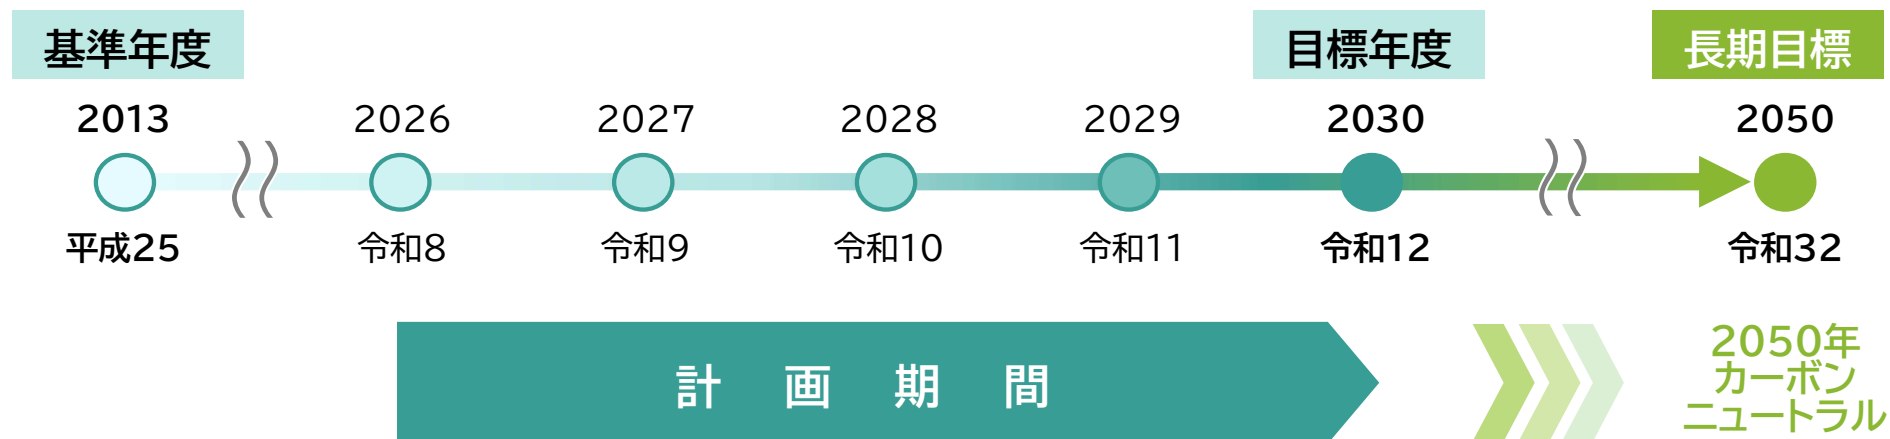 基準年度
目標年度
長期目標
2013
2026
2027
2028
2029
2030
2050
平成25
令和8
令和9
令和10
令和11
令和12
令和32
計画期間
2050年
カーボン
ニュートラル